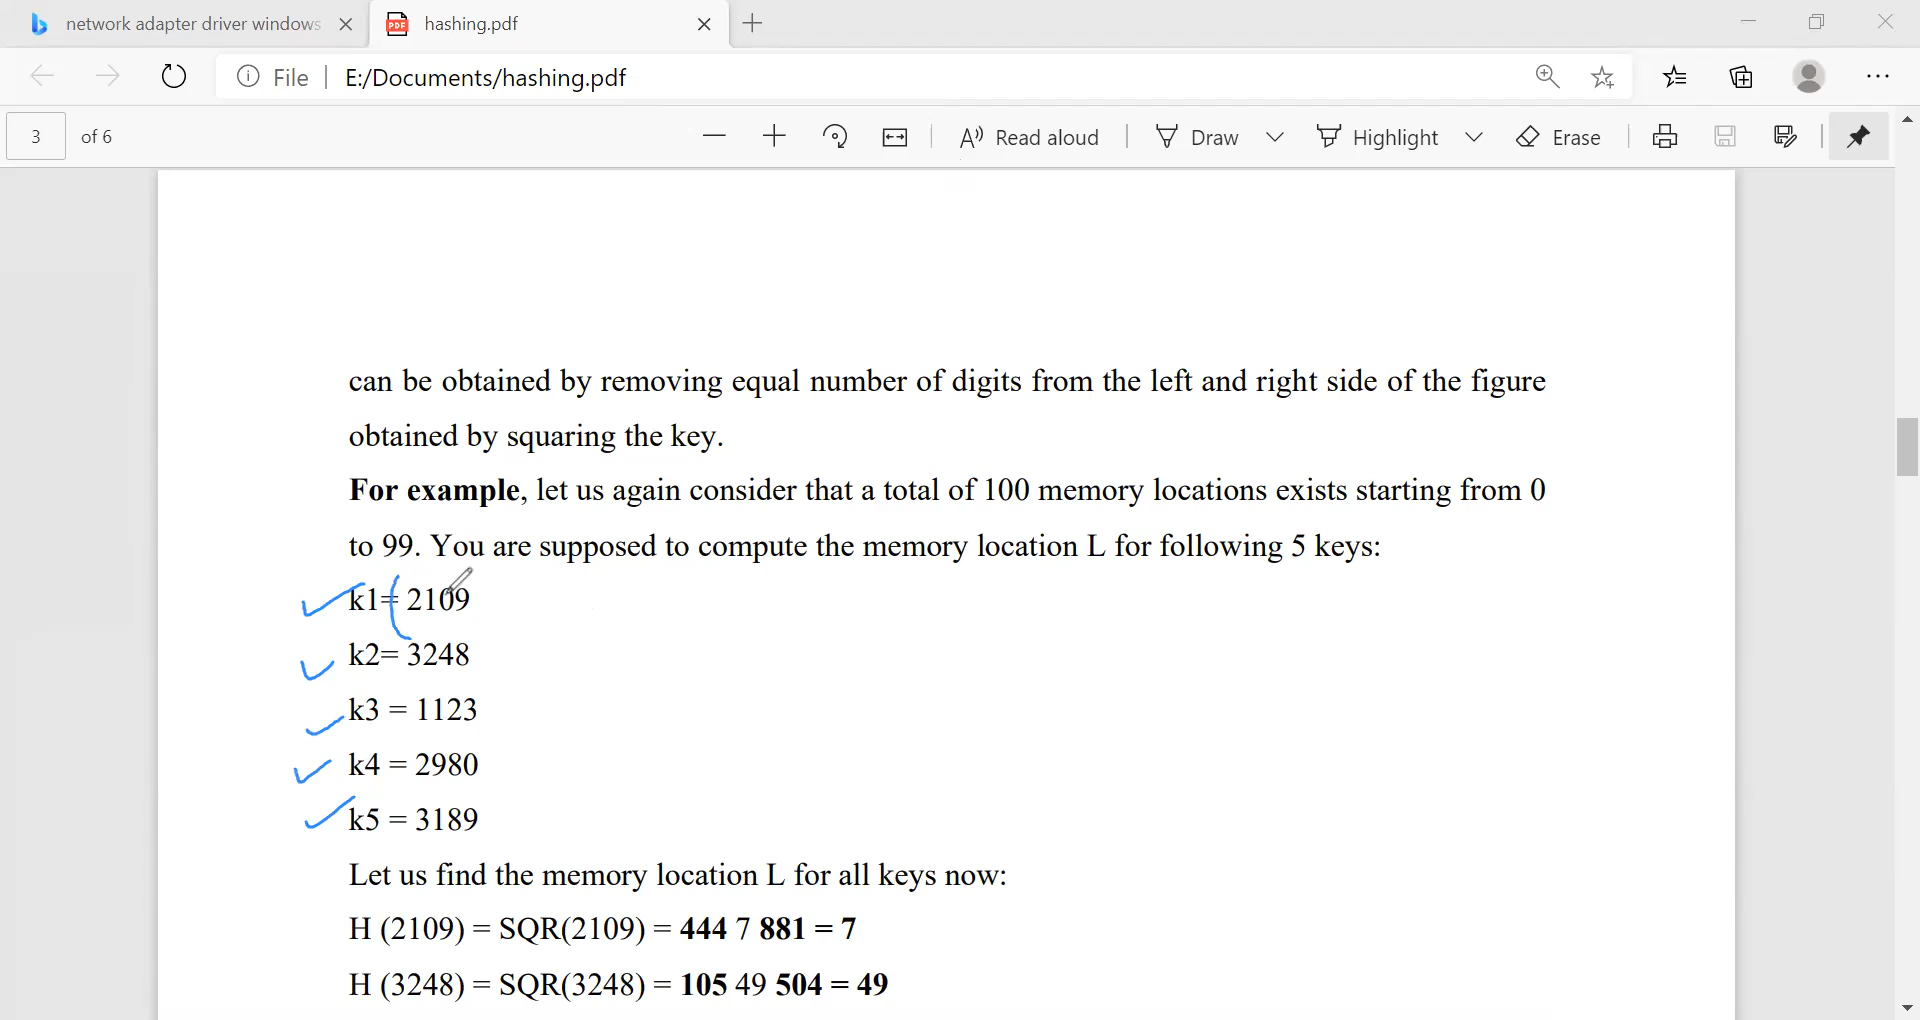 network adapter driver windows
hashing.pdf
File | E:/Documents/hashing.pdf
3 of 6
Read aloud
Draw
Highlight
Erase
can be obtained by removing equal number of digits from the left and right side of the figure
obtained by squaring the key.
For example, let us again consider that a total of 100 memory locations exists starting from 0
to 99. You are supposed to compute the memory location L for following 5 keys:
k1= 2109
k2= 3248
k3 = 1123
k4 = 2980
k5 = 3189
Let us find the memory location L for all keys now:
H (2109) = SQR(2109) = 444 7 881 = 7
H (3248) = SQR(3248) = 105 49 504 = 49